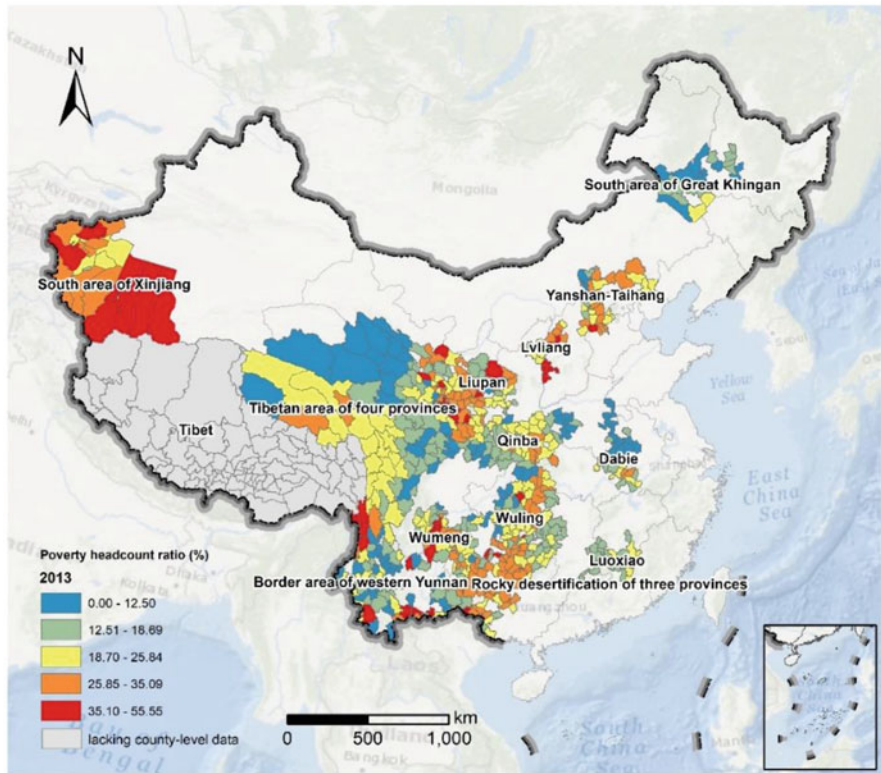 Kazakhstan
N
Mongolia
South area of Great Khingan
Kyrgyzstan
South area of Xinjiang
Yanshan-Taihang
Lvliang
Liupan
Yellow
Sea
Tibetan area of four provinces
Tibet
Qinba
Dabie
East
China
Sea
Wuling
Wumeng
Luoxiao
Poverty headcount ratio (%)
2013
Border area of western Yunnan
Rocky desertification of three provinces
0.00 - 12.50
12.51 - 18.69
18.70 - 25.84
25.85 - 35.09
35.10 - 55.55
lacking county-level data
Dhaka
Kolkata
Laos
km
0
500
1,000
Bay
Bengal
Bangkok
South
China Sea